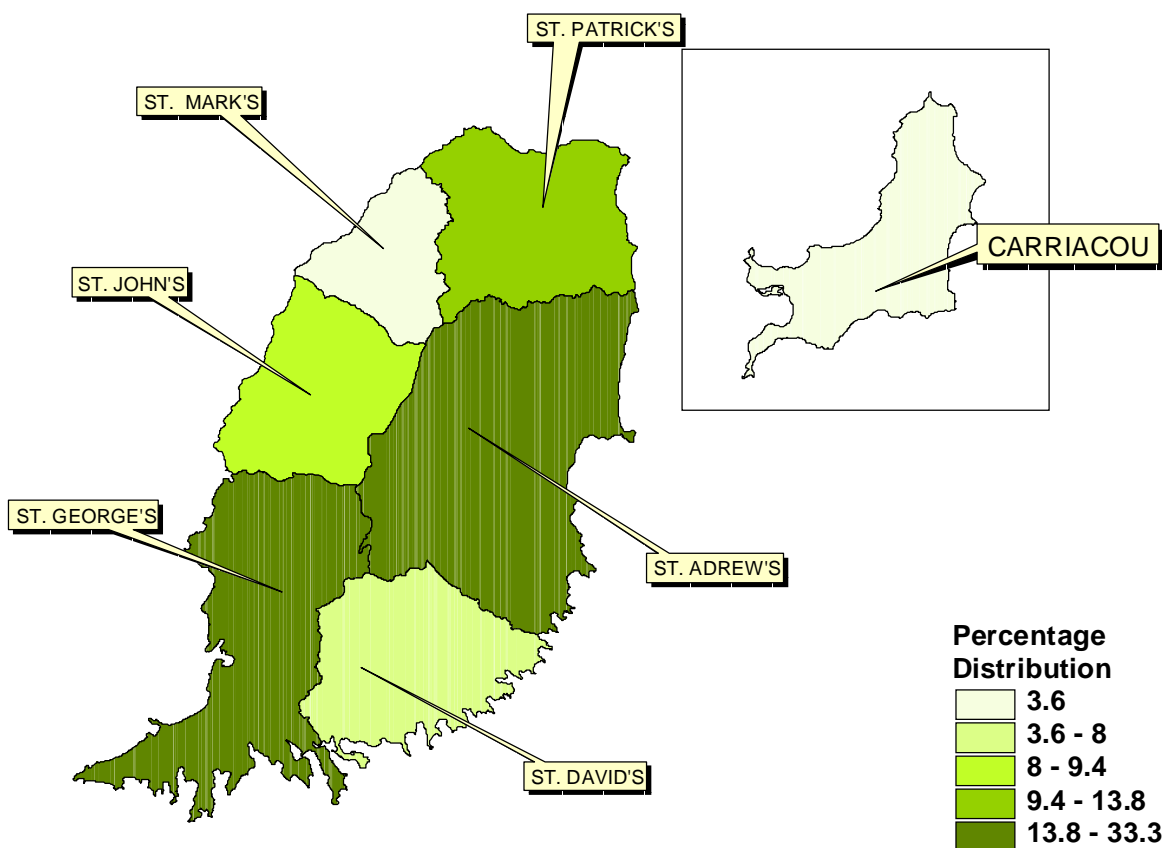 ST. PATRICK'S
ST. MARK'S
CARRIACOU
ST. JOHN'S
ST. GEORGE'S
ST. ADREW'S
ST. DAVID'S
Percentage
Distribution
3.6
3.6 - 8
8 - 9.4
9.4 - 13.8
13.8 - 33.3